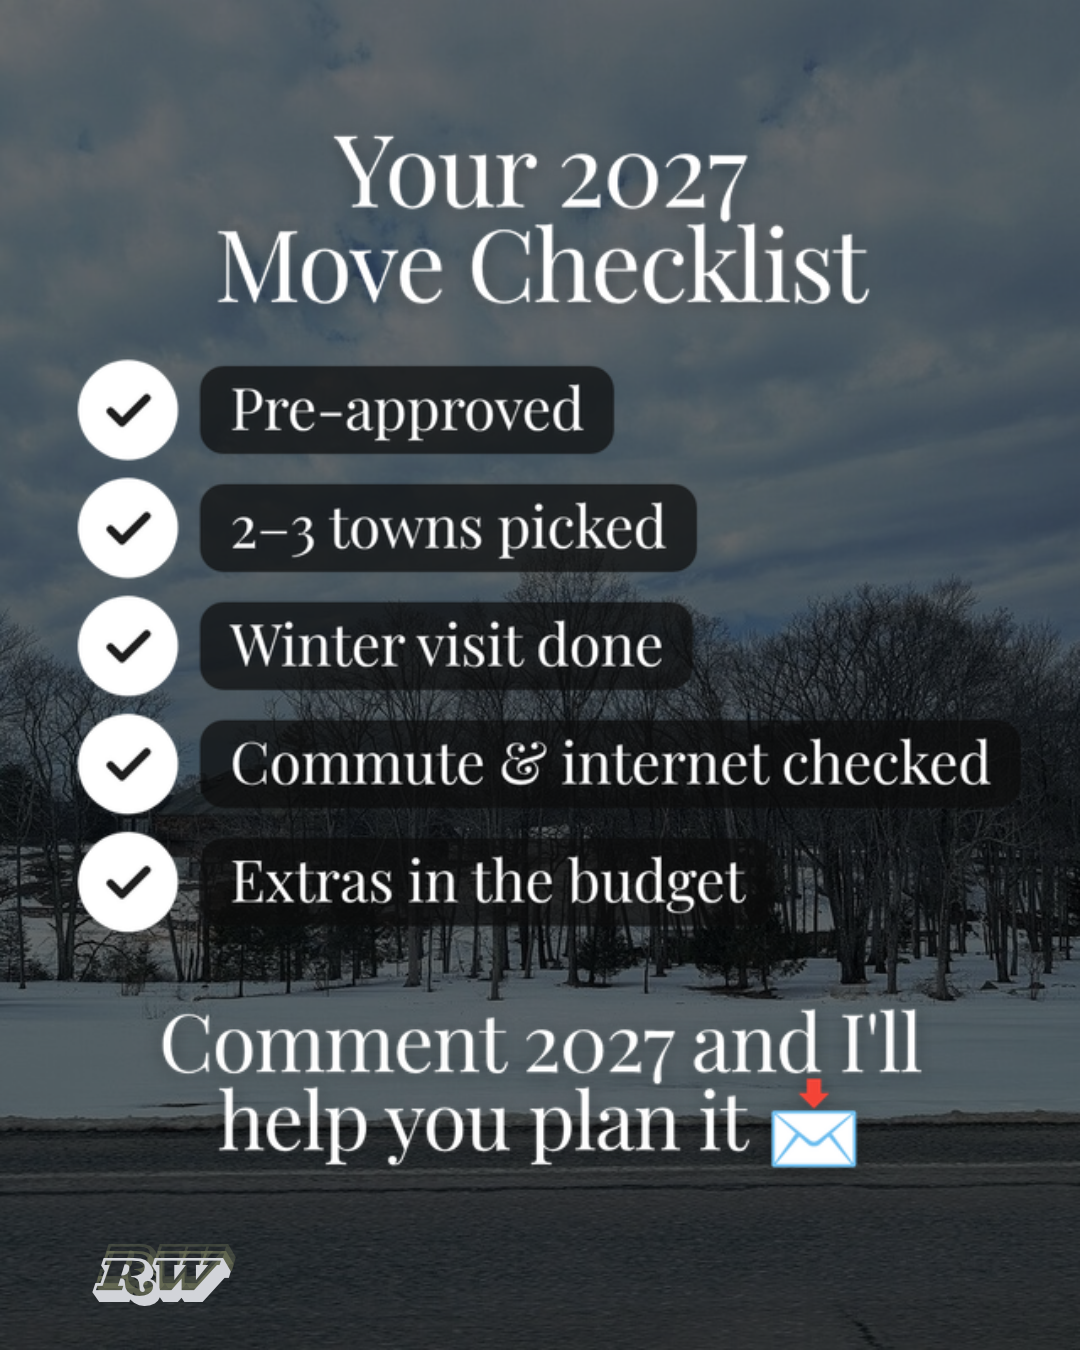 Your 2027
Move Checklist
Pre-approved
2–3 towns picked
Winter visit done
Commute & internet checked
Extras in the budget
Comment 2027 and I'll
help you plan it 📩
RW